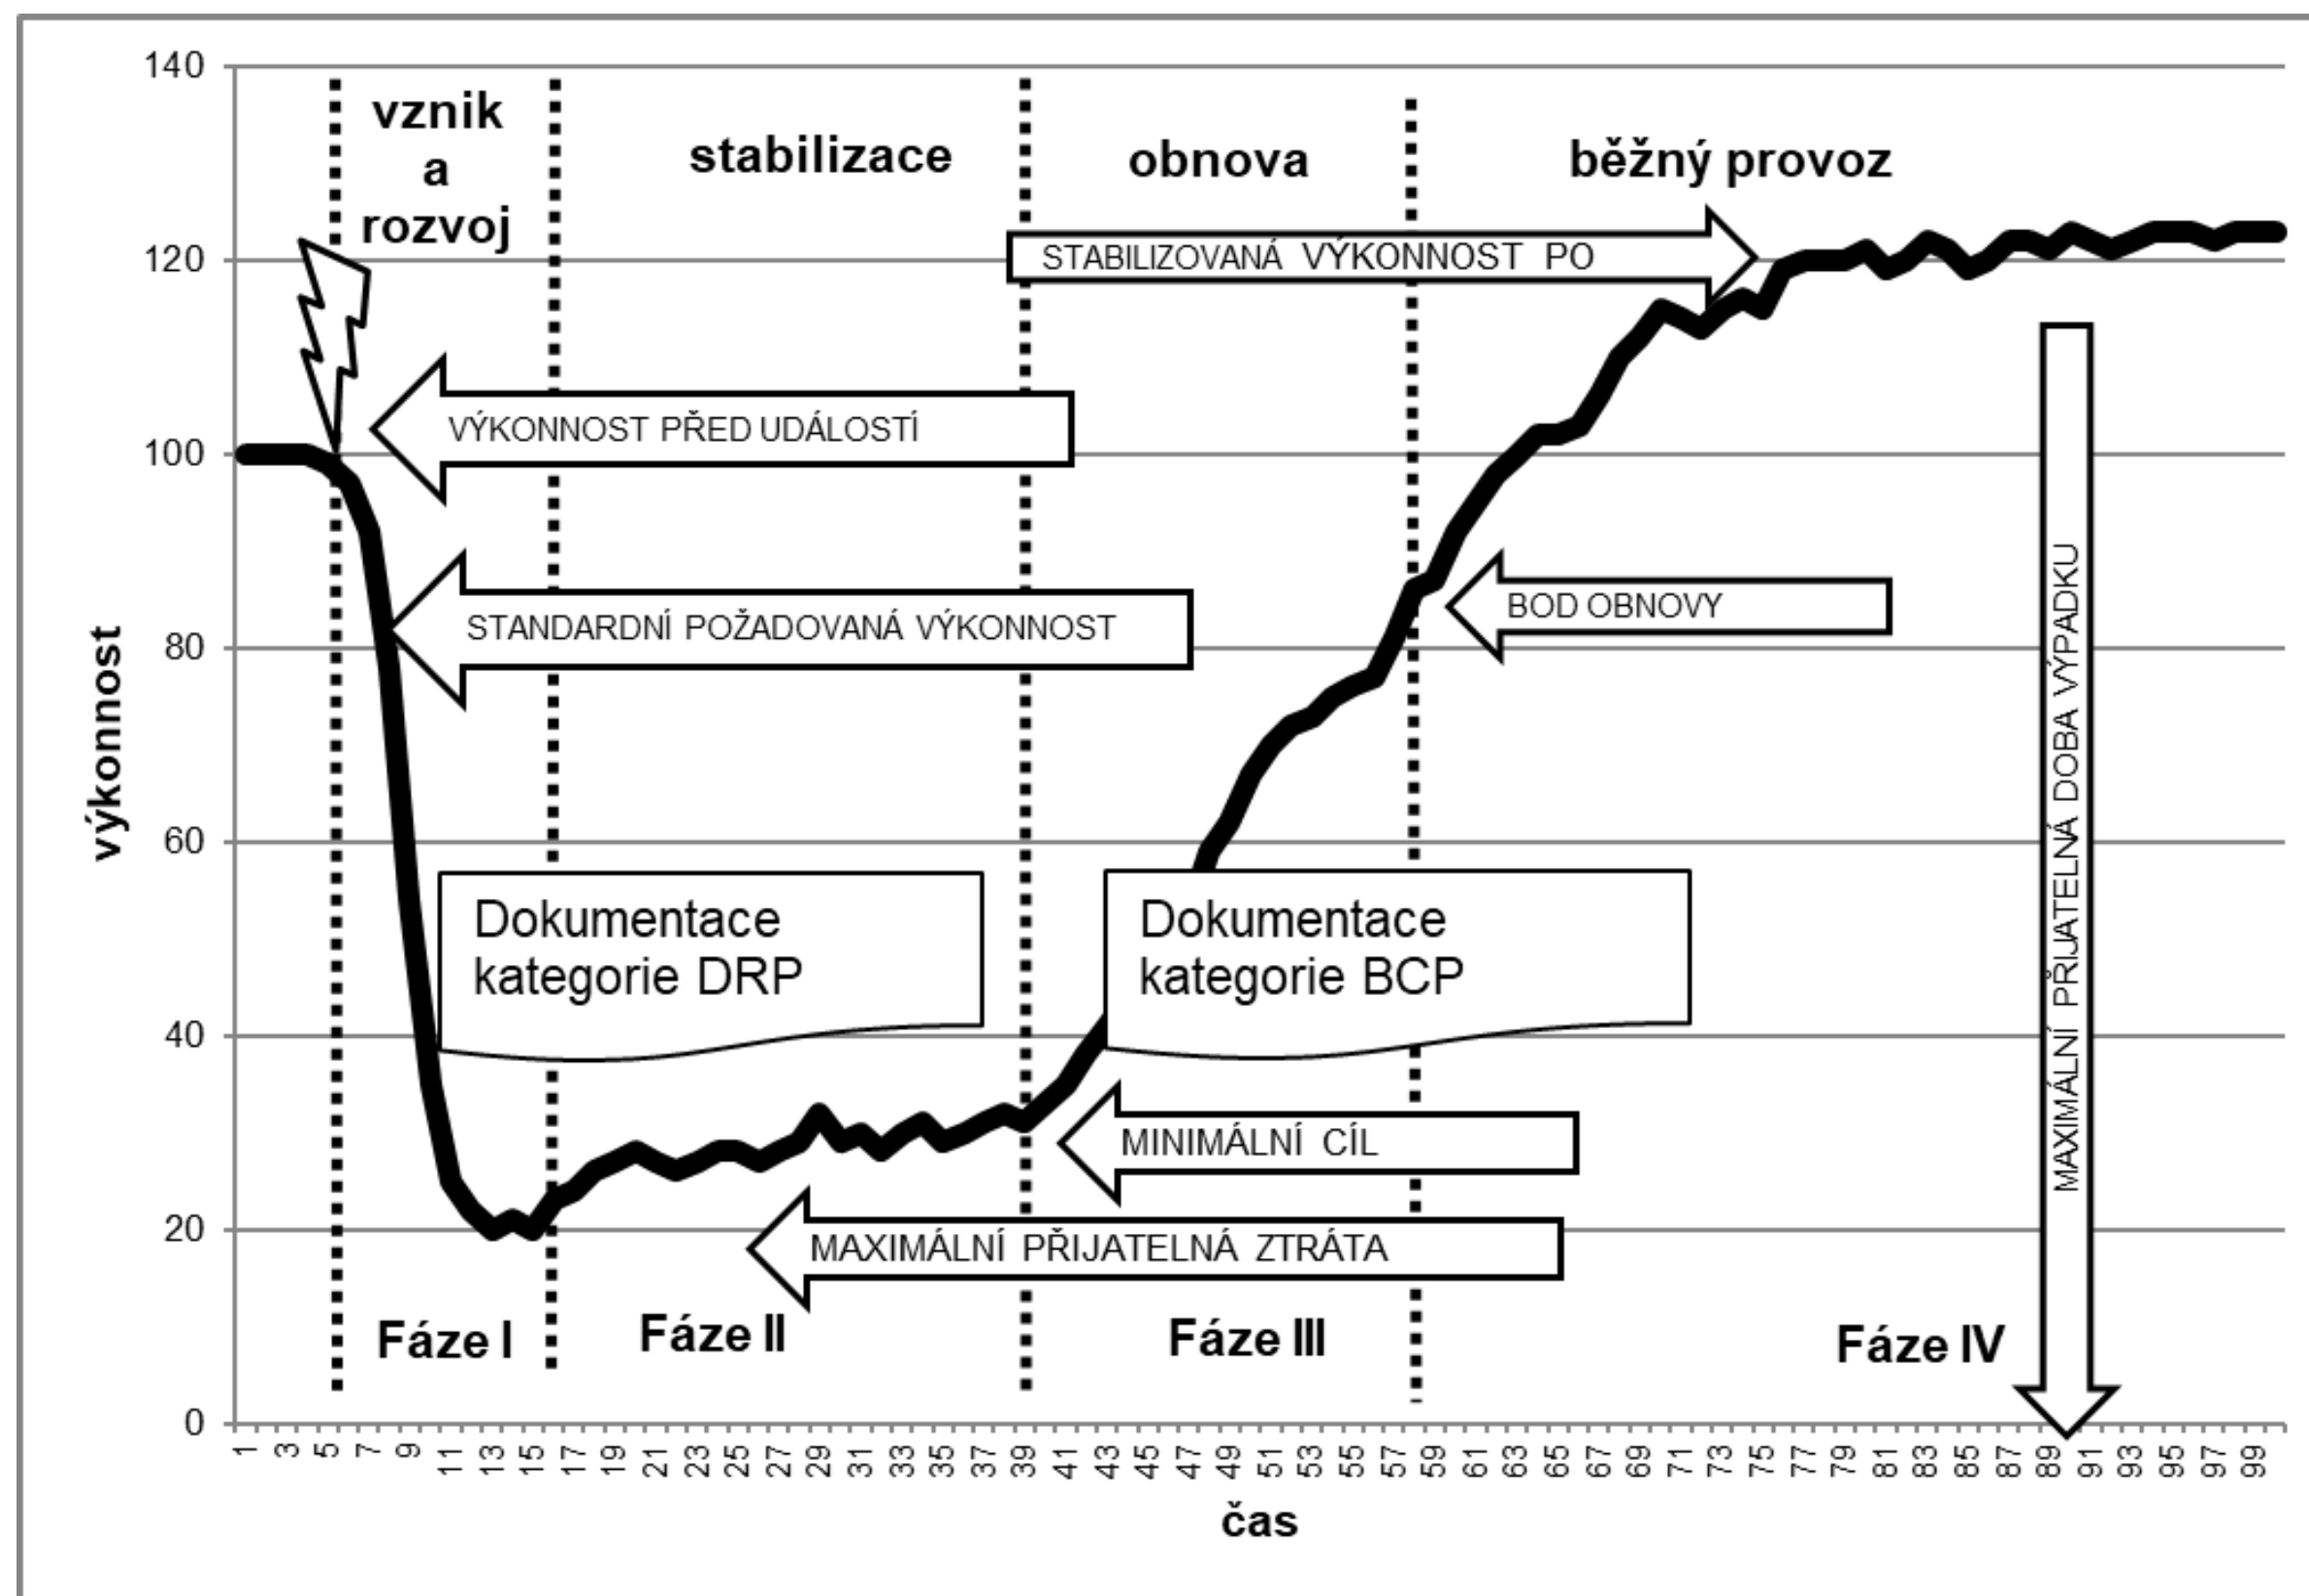 140
120
100
80
60
40
20
0
výkonnost
vznik
a
rozvoj
stabilizace
obnova
běžný provoz
STABILIZOVANÁ VÝKONNOST PO
VÝKONNOST PŘED UDÁLOSTÍ
STANDARDNÍ POŽADOVANÁ VÝKONNOST
BOD OBNOVY
MAXIMÁLNÍ PŘIJATELNÁ DOBA VÝPADKU
Dokumentace
kategorie DRP
Dokumentace
kategorie BCP
MINIMÁLNÍ CÍL
MAXIMÁLNÍ PŘIJATELNÁ ZTRÁTA
Fáze I
Fáze II
Fáze III
Fáze IV
1 3 5 7 9 11 13 15 17 19 21 23 25 27 29 31 33 35 37 39 41 43 45 47 49 51 53 55 57 59 61 63 65 67 69 71 73 75 77 79 81 83 85 87 89 91 93 95 97 99
čas